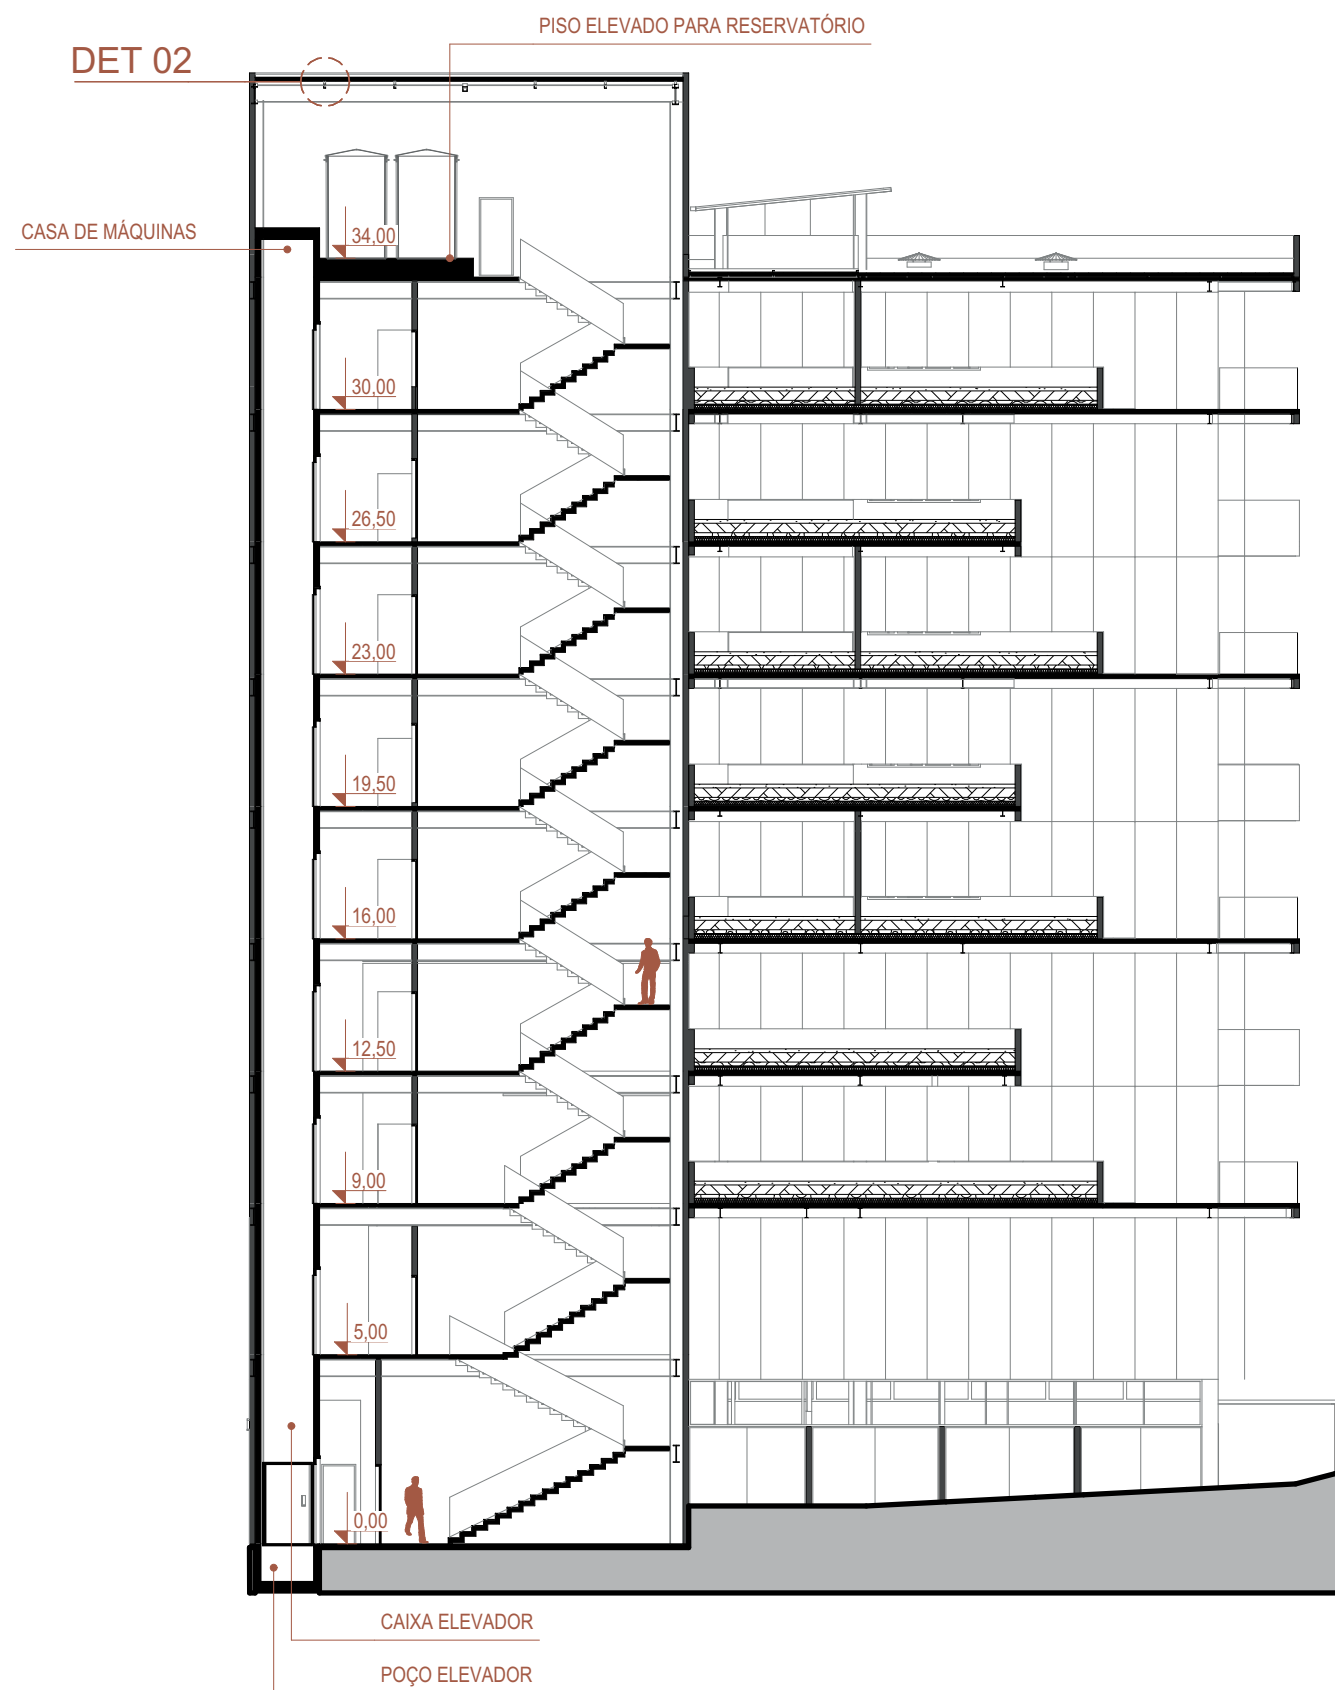 PISO ELEVADO PARA RESERVATÓRIO
DET 02
CASA DE MÁQUINAS
34,00
30,00
26,50
23,00
19,50
16,00
12,50
9,00
5,00
0,00
CAIXA ELEVADOR
POÇO ELEVADOR